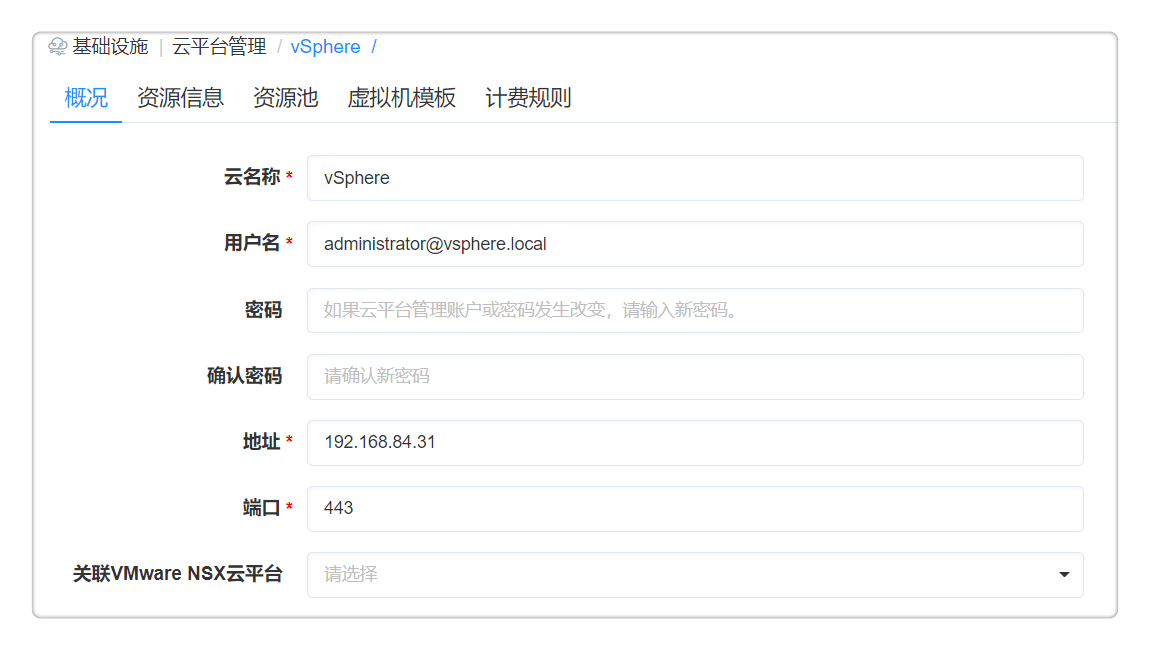 基础设施 | 云平台管理 / vSphere /
概况 资源信息 资源池 虚拟机模板 计费规则
云名称 * vSphere
用户名 * administrator@vsphere.local
密码 如果云平台管理账户或密码发生改变，请输入新密码。
确认密码 请确认新密码
地址 * 192.168.84.31
端口 * 443
关联VMware NSX云平台 请选择